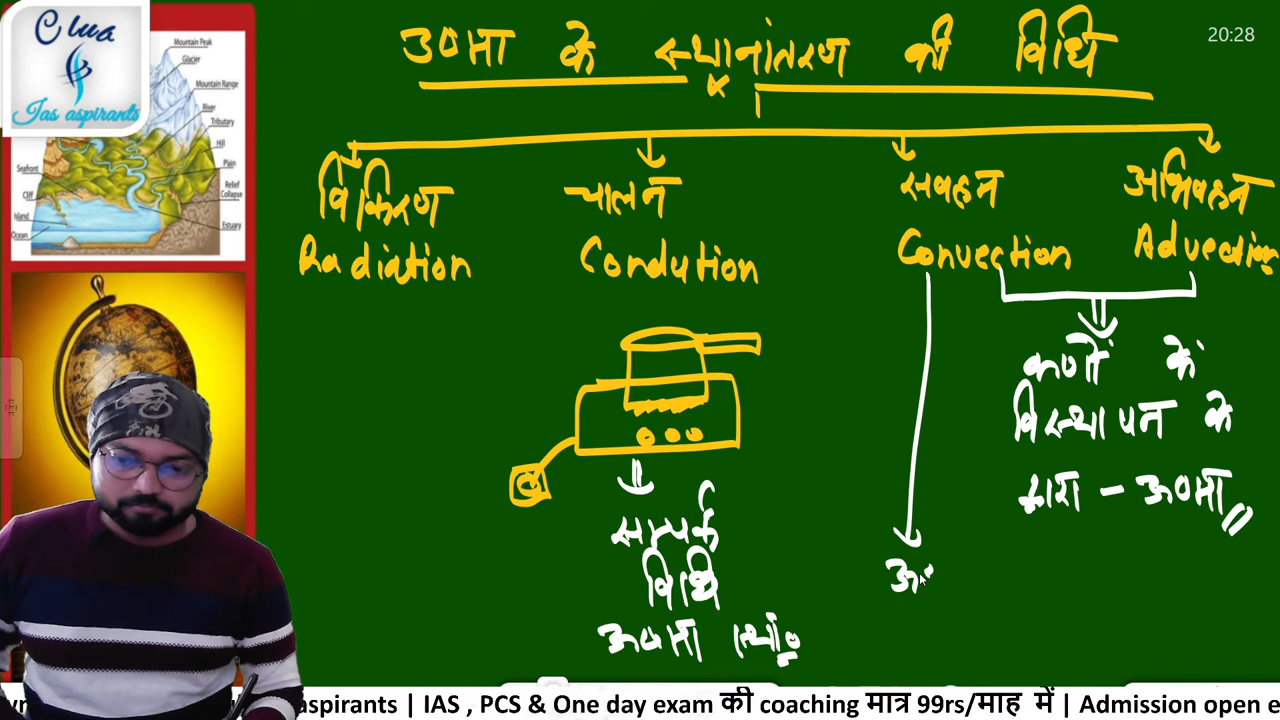 Clua
Ias aspirants
20:28
ऊष्मा के स्थानांतरण की विधि
विकिरण
Radiation
चालन
Condution
संवहन
Convection
अभिवहन
Advection
कणों के
विस्थापन के
द्वारा - ऊष्मा
सम्पर्क
विधि
ऊष्मा स्थां०
Mountain Peak
Glacier
Mountain Range
River
Tributary
Hill
Plain
Relief
Collapse
Estuary
Seafront
Cliff
Island
Ocean
aspirants | IAS , PCS & One day exam की coaching मात्र 99rs/माह में | Admission open e